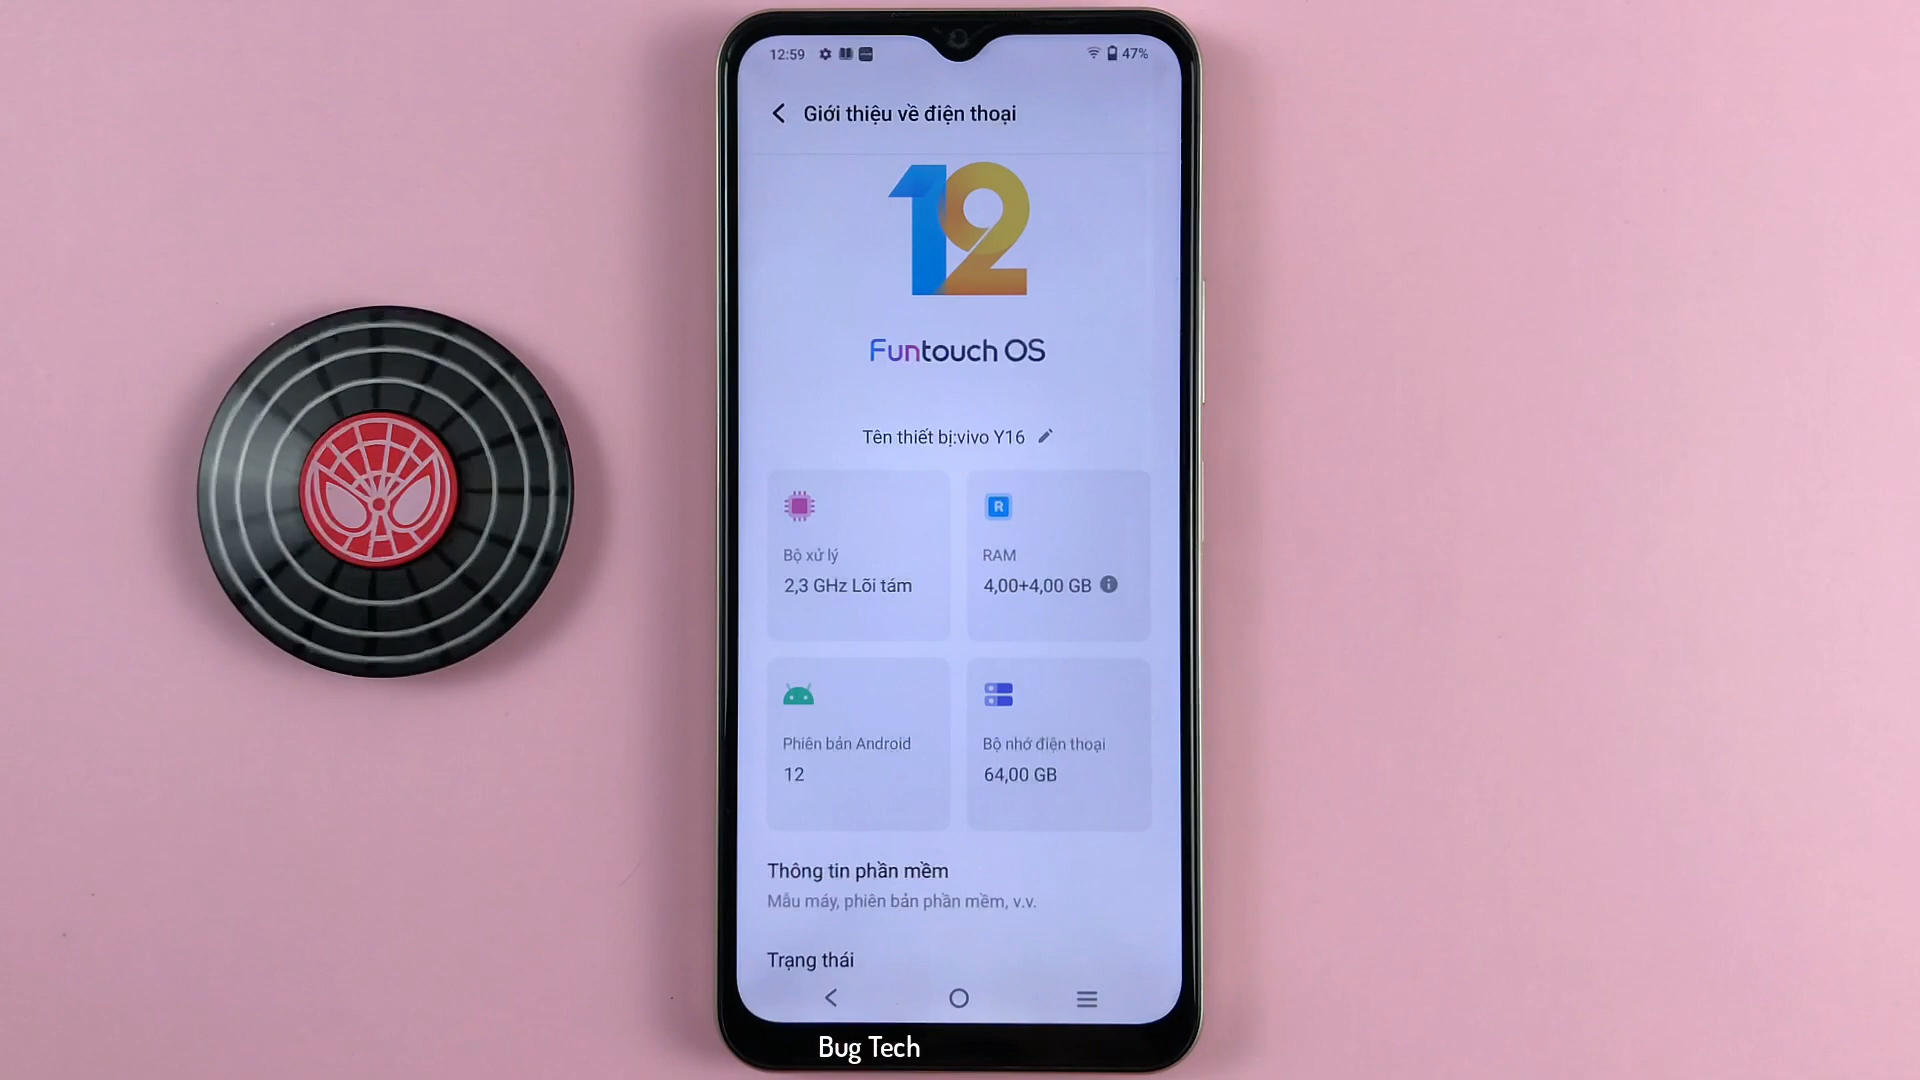 12:59
47%
Giới thiệu về điện thoại
12
Funtouch OS
Tên thiết bị:vivo Y16
Bộ xử lý
2,3 GHz Lõi tám
R
RAM
4,00+4,00 GB
Phiên bản Android
12
Bộ nhớ điện thoại
64,00 GB
Thông tin phần mềm
Mẫu máy, phiên bản phần mềm, v.v.
Trạng thái
Bug Tech